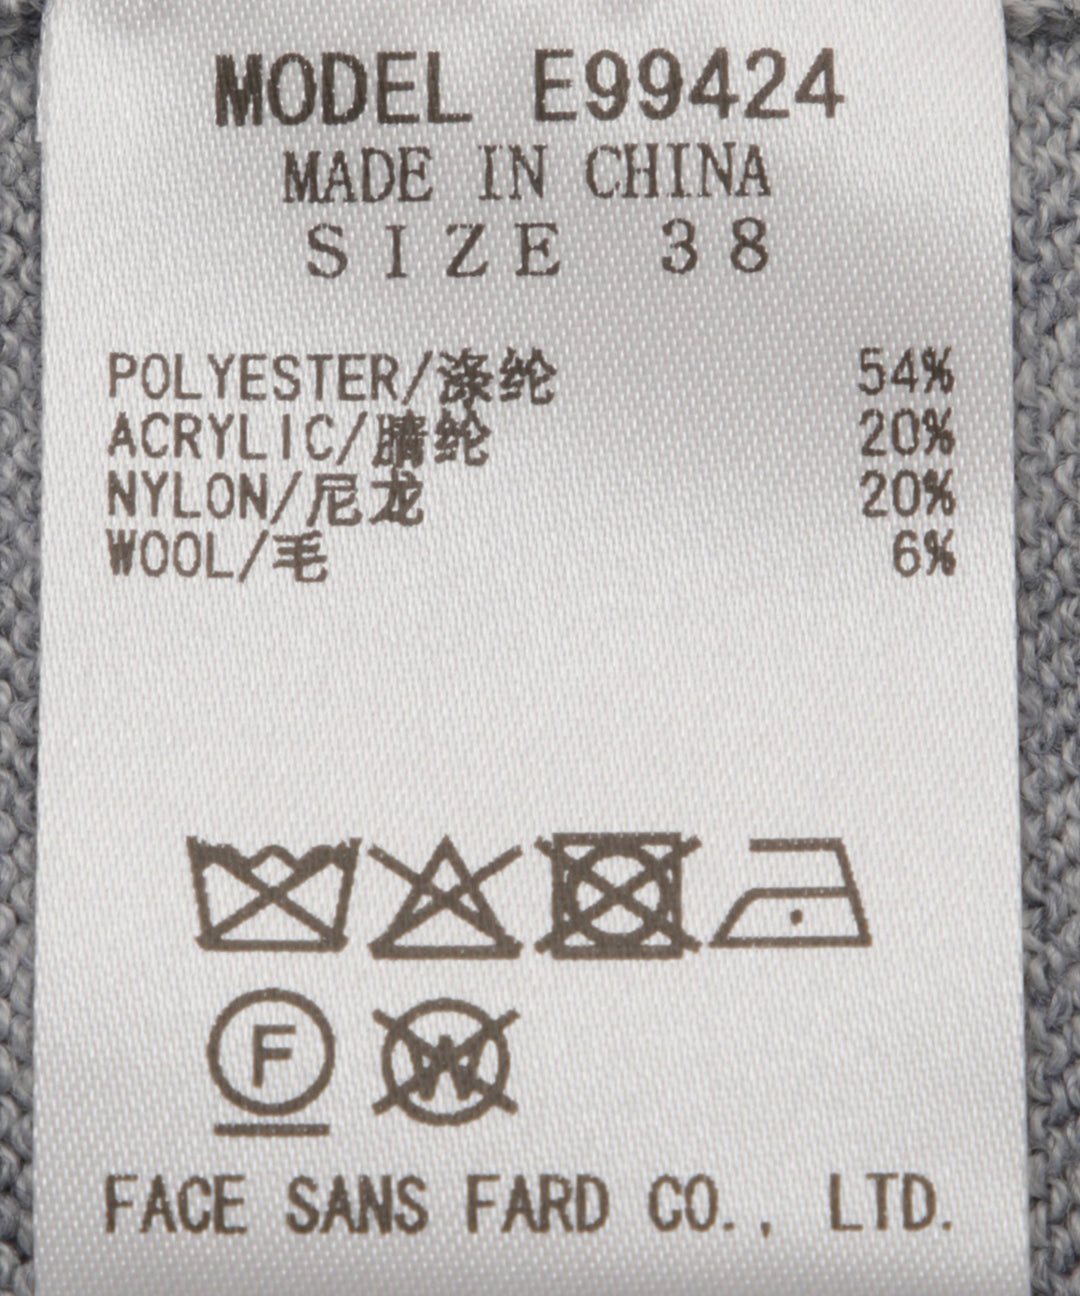 MODEL E99424
MADE IN CHINA
SIZE 38
POLYESTER/涤纶 54%
ACRYLIC/腈纶 20%
NYLON/尼龙 20%
WOOL/毛 6%
F W
FACE SANS FARD CO., LTD.